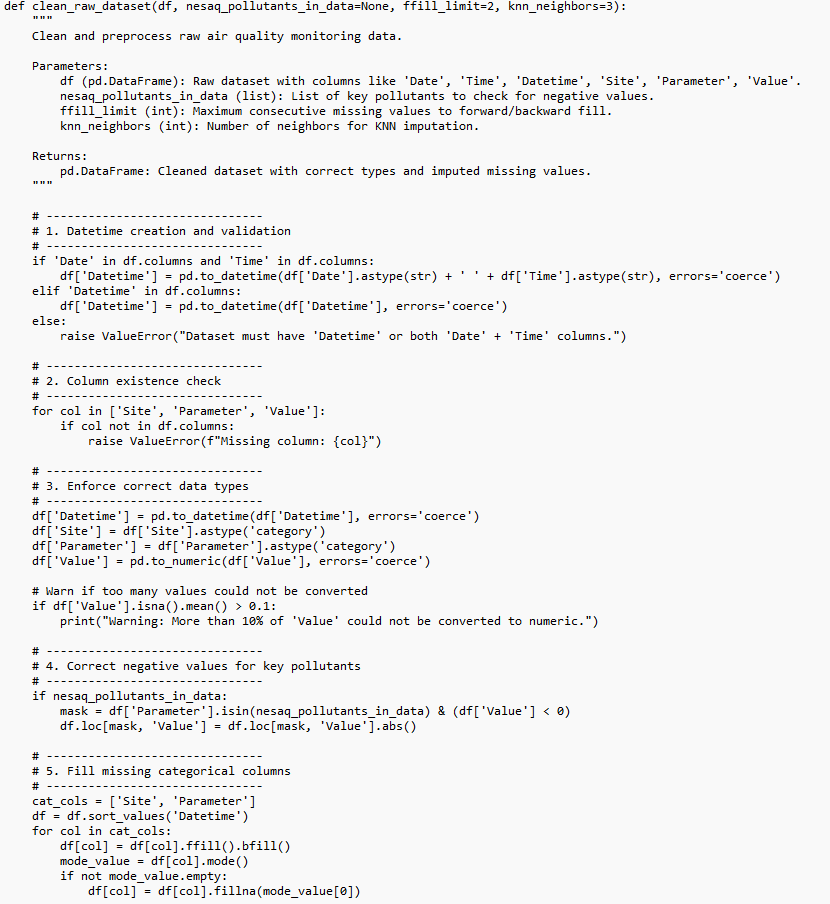 def clean_raw_dataset(df, nesaq_pollutants_in_data=None, ffill_limit=2, knn_neighbors=3):
    """
    Clean and preprocess raw air quality monitoring data.

    Parameters:
        df (pd.DataFrame): Raw dataset with columns like 'Date', 'Time', 'Datetime', 'Site', 'Parameter', 'Value'.
        nesaq_pollutants_in_data (list): List of key pollutants to check for negative values.
        ffill_limit (int): Maximum consecutive missing values to forward/backward fill.
        knn_neighbors (int): Number of neighbors for KNN imputation.

    Returns:
        pd.DataFrame: Cleaned dataset with correct types and imputed missing values.
    """

    # -------------------------------
    # 1. Datetime creation and validation
    # -------------------------------
    if 'Date' in df.columns and 'Time' in df.columns:
        df['Datetime'] = pd.to_datetime(df['Date'].astype(str) + ' ' + df['Time'].astype(str), errors='coerce')
    elif 'Datetime' in df.columns:
        df['Datetime'] = pd.to_datetime(df['Datetime'], errors='coerce')
    else:
        raise ValueError("Dataset must have 'Datetime' or both 'Date' + 'Time' columns.")

    # -------------------------------
    # 2. Column existence check
    # -------------------------------
    for col in ['Site', 'Parameter', 'Value']:
        if col not in df.columns:
            raise ValueError(f"Missing column: {col}")

    # -------------------------------
    # 3. Enforce correct data types
    # -------------------------------
    df['Datetime'] = pd.to_datetime(df['Datetime'], errors='coerce')
    df['Site'] = df['Site'].astype('category')
    df['Parameter'] = df['Parameter'].astype('category')
    df['Value'] = pd.to_numeric(df['Value'], errors='coerce')

    # Warn if too many values could not be converted
    if df['Value'].isna().mean() > 0.1:
        print("Warning: More than 10% of 'Value' could not be converted to numeric.")

    # -------------------------------
    # 4. Correct negative values for key pollutants
    # -------------------------------
    if nesaq_pollutants_in_data:
        mask = df['Parameter'].isin(nesaq_pollutants_in_data) & (df['Value'] < 0)
        df.loc[mask, 'Value'] = df.loc[mask, 'Value'].abs()

    # -------------------------------
    # 5. Fill missing categorical columns
    # -------------------------------
    cat_cols = ['Site', 'Parameter']
    df = df.sort_values('Datetime')
    for col in cat_cols:
        df[col] = df[col].ffill().bfill()
        mode_value = df[col].mode()
        if not mode_value.empty:
            df[col] = df[col].fillna(mode_value[0])